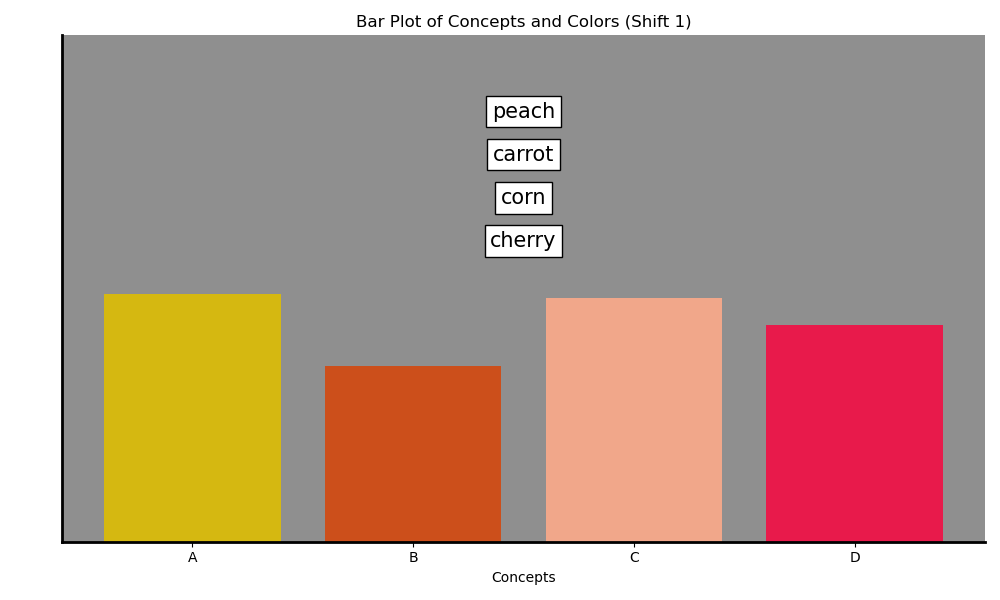 Bar Plot of Concepts and Colors (Shift 1)
peach
carrot
corn
cherry
A B C D
Concepts